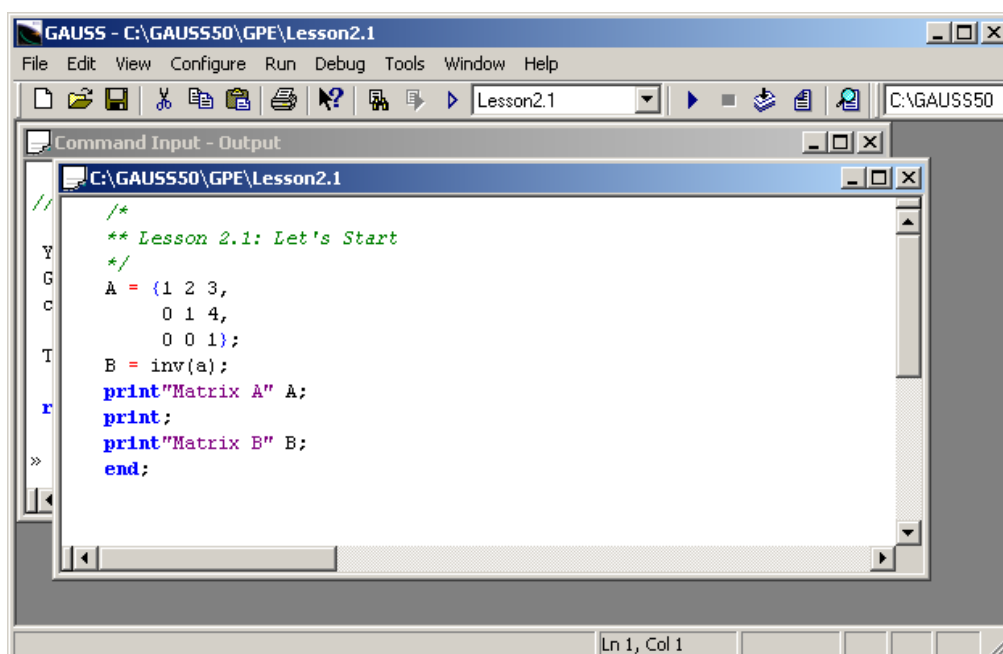 GAUSS - C:\GAUSS50\GPE\Lesson2.1
File Edit View Configure Run Debug Tools Window Help
Lesson2.1 C:\GAUSS50
Command Input - Output
C:\GAUSS50\GPE\Lesson2.1
//
Y
G
c
T
r
»
/*
** Lesson 2.1: Let's Start
*/
A = {1 2 3,
0 1 4,
0 0 1};
B = inv(a);
print"Matrix A" A;
print;
print"Matrix B" B;
end;
Ln 1, Col 1